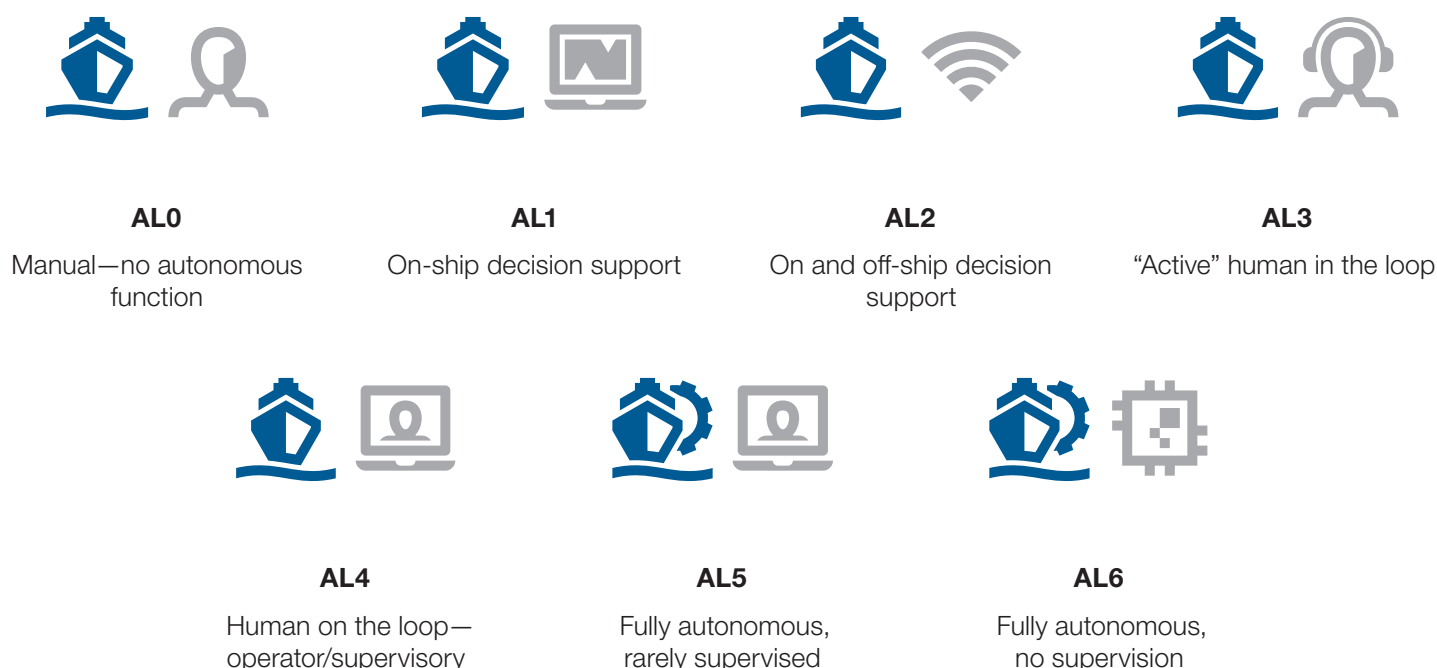 AL0
AL1
AL2
AL3
Manual—no autonomous
function
On-ship decision support
On and off-ship decision
support
“Active” human in the loop
AL4
AL5
AL6
Human on the loop—
operator/supervisory
Fully autonomous,
rarely supervised
Fully autonomous,
no supervision